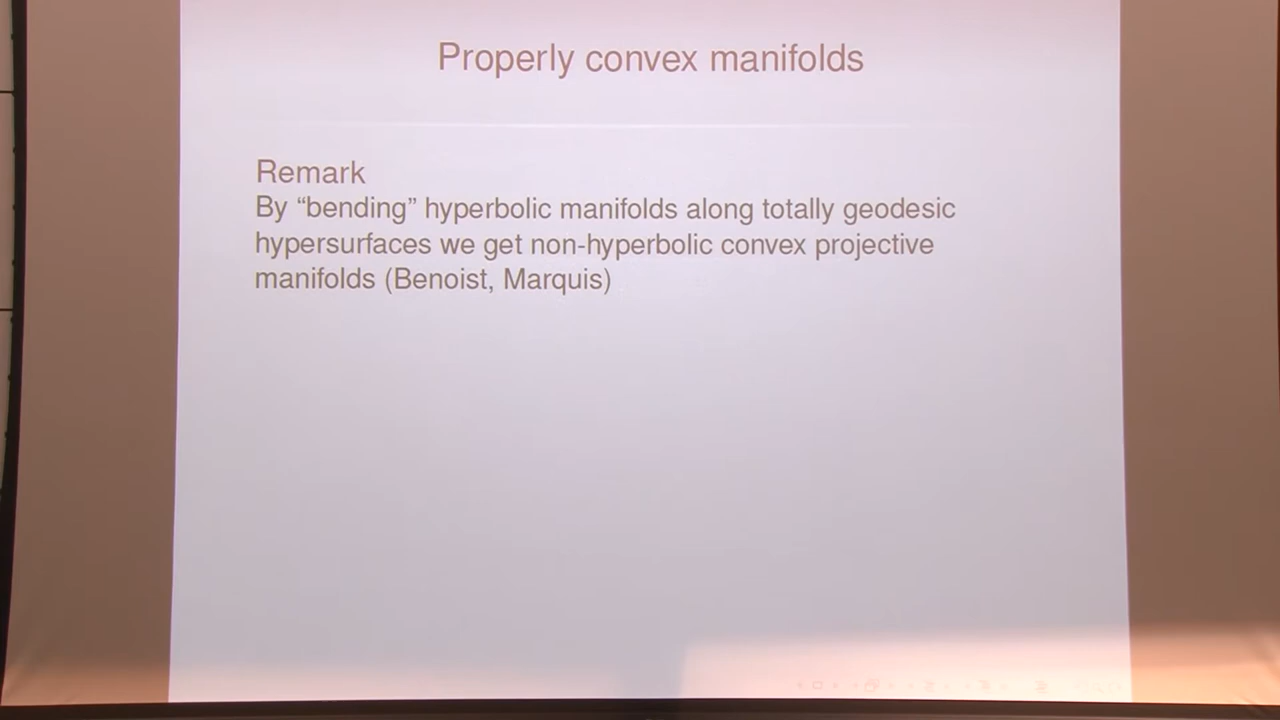 Properly convex manifolds
Remark
By “bending” hyperbolic manifolds along totally geodesic
hypersurfaces we get non-hyperbolic convex projective
manifolds (Benoist, Marquis)